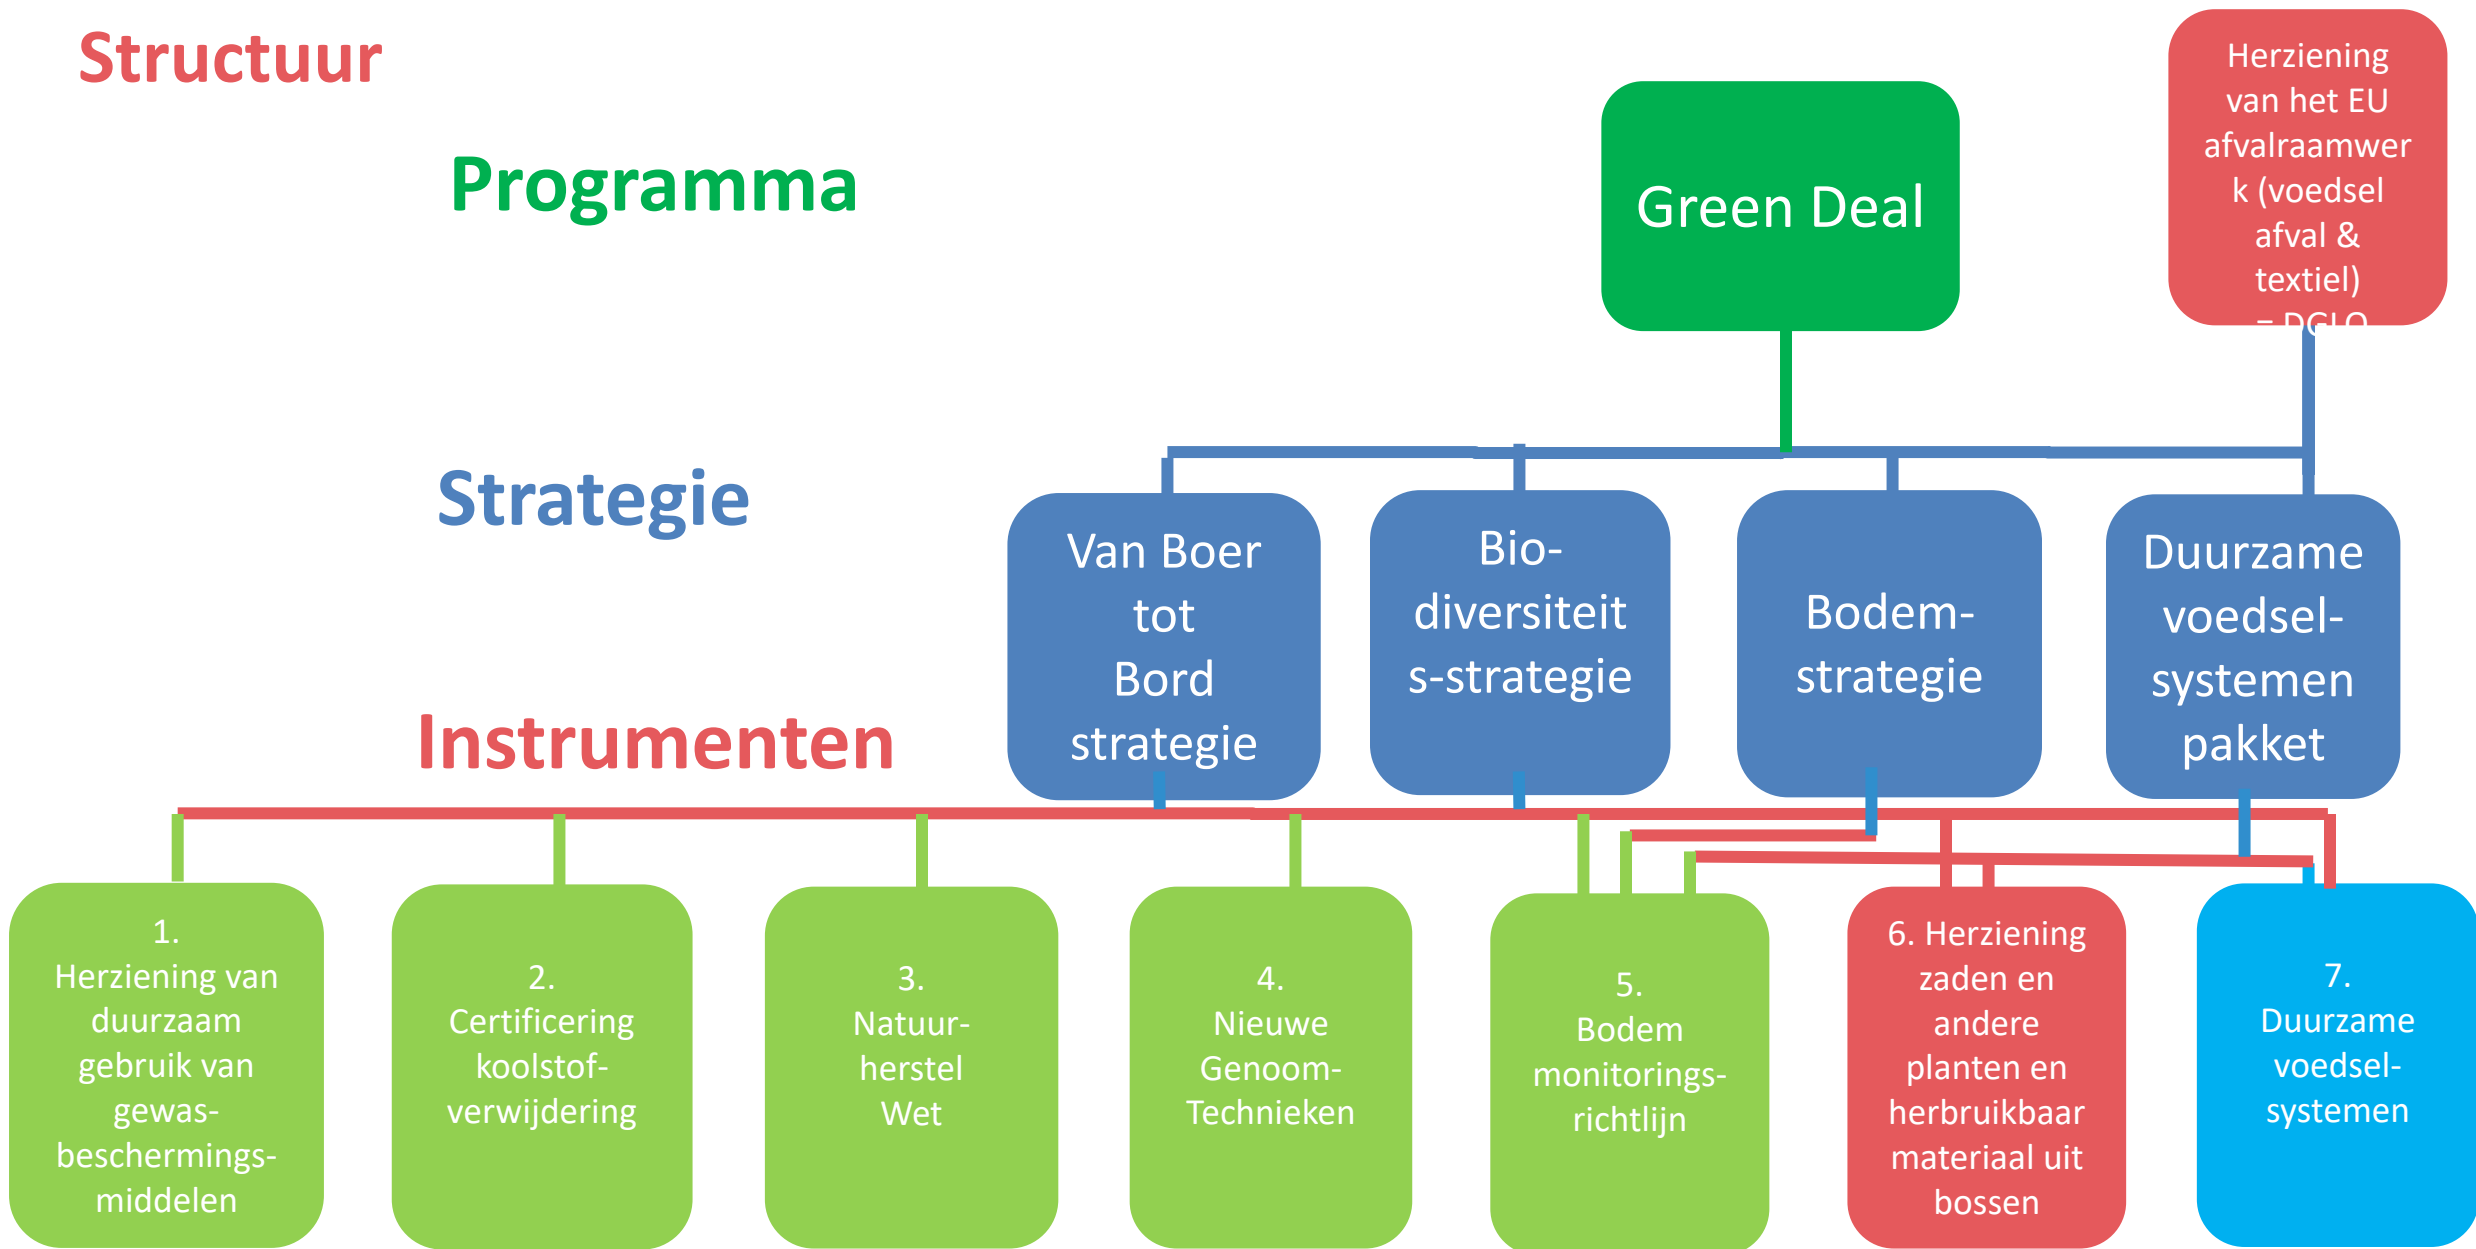 Structuur
Programma
Green Deal
Herziening
van het EU
afvalraamwer
k (voedsel
afval &
textiel)
= DGLO
Strategie
Van Boer
tot
Bord
strategie
Bio-
diversiteit
s-strategie
Bodem-
strategie
Duurzame
voedsel-
systemen
pakket
Instrumenten
1.
Herziening van
duurzaam
gebruik van
gewas-
beschermings-
middelen
2.
Certificering
koolstof-
verwijdering
3.
Natuur-
herstel
Wet
4.
Nieuwe
Genoom-
Technieken
5.
Bodem
monitorings-
richtlijn
6. Herziening
zaden en
andere
planten en
herbruikbaar
materiaal uit
bossen
7.
Duurzame
voedsel-
systemen